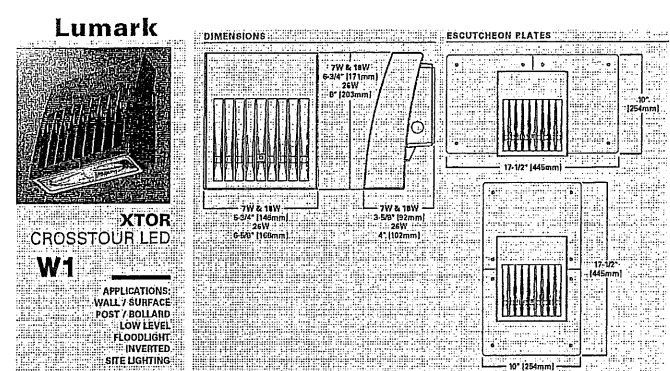 Lumark
XTOR
CROSSTOUR LED
W1
APPLICATIONS:
WALL / SURFACE
POST / BOLLARD
LOW LEVEL
FLOODLIGHT
INVERTED
SITE LIGHTING
DIMENSIONS
7W & 18W
6-3/4" [171mm]
26W
8" [203mm]
7W & 18W
5-3/4" [146mm]
26W
6-5/8" [168mm]
7W & 18W
3-5/8" [92mm]
26W
4" [102mm]
ESCUTCHEON PLATES
10"
[254mm]
17-1/2" [445mm]
17-1/2"
[445mm]
10" [254mm]